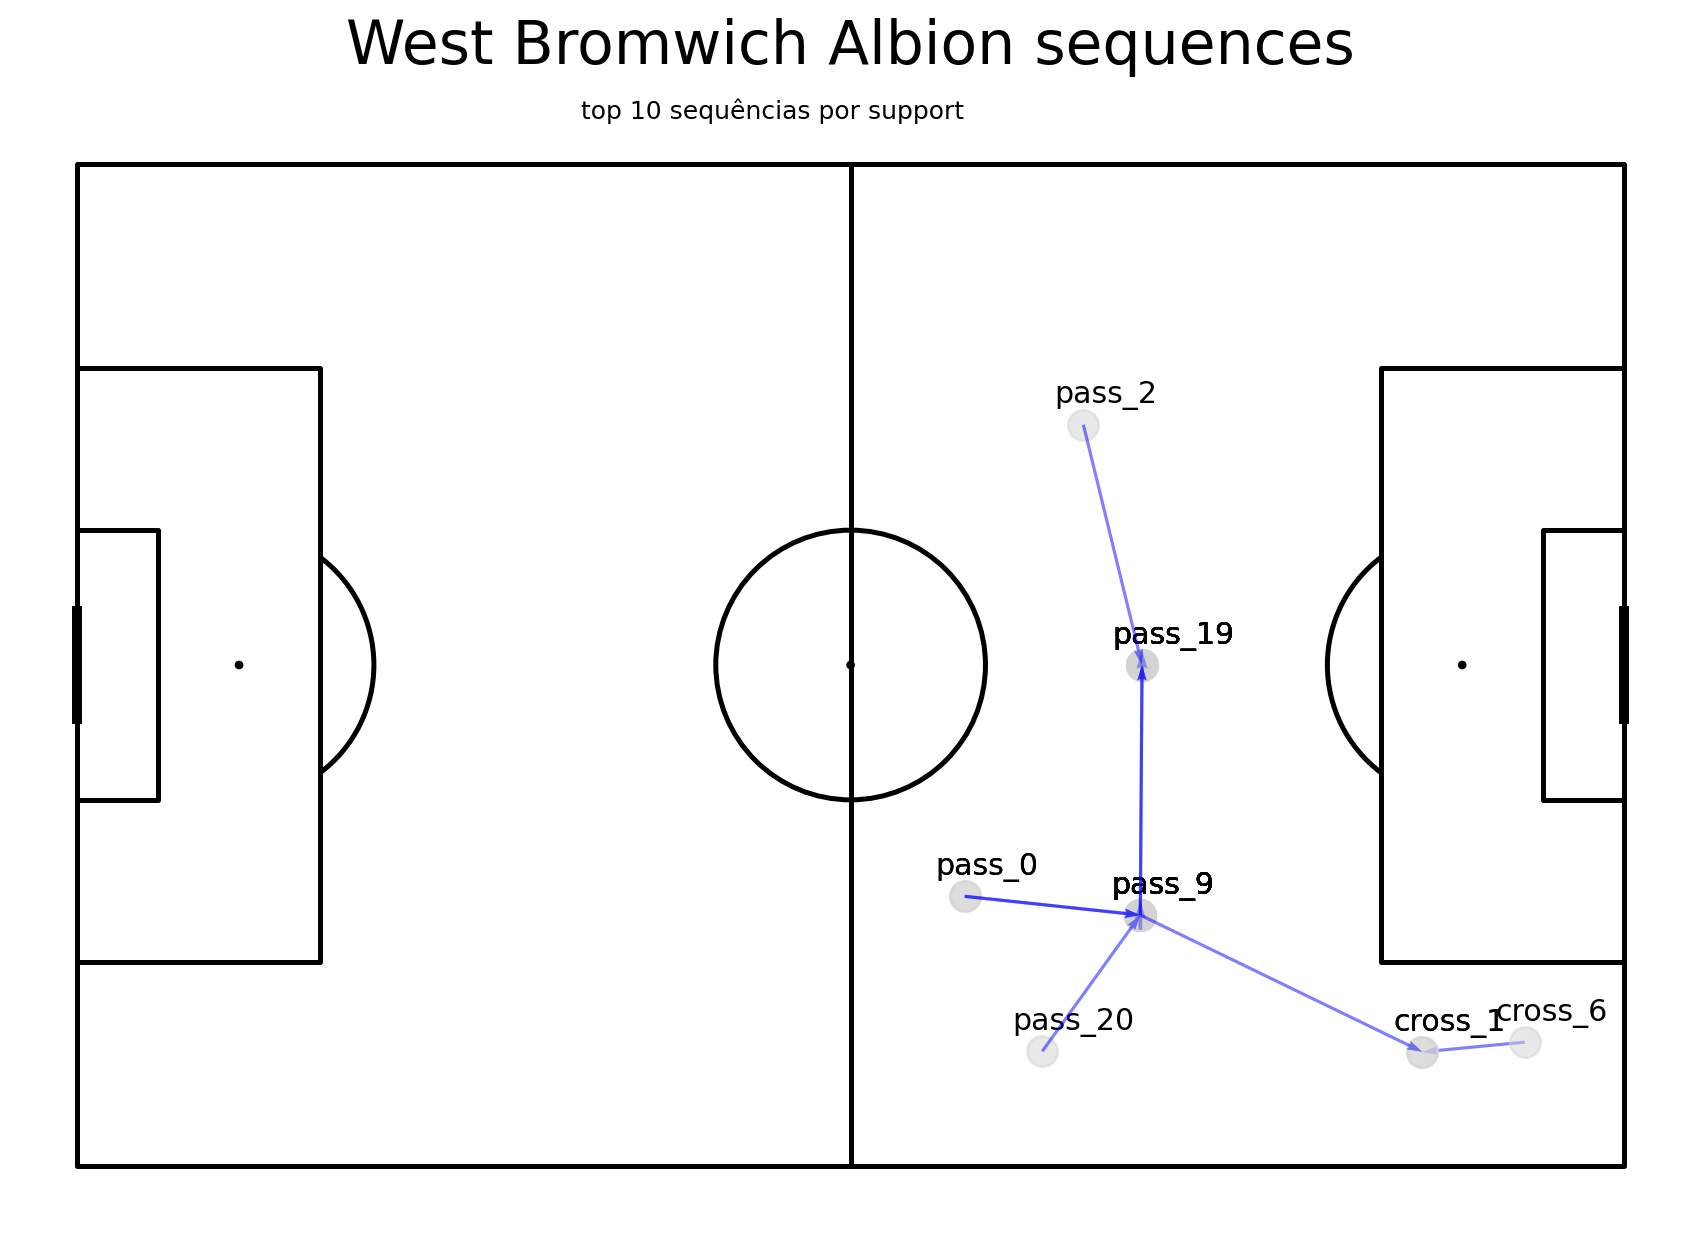 West Bromwich Albion sequences
top 10 sequências por support
pass_2
pass_19
pass_0
pass_9
pass_20
cross_1
cross_6